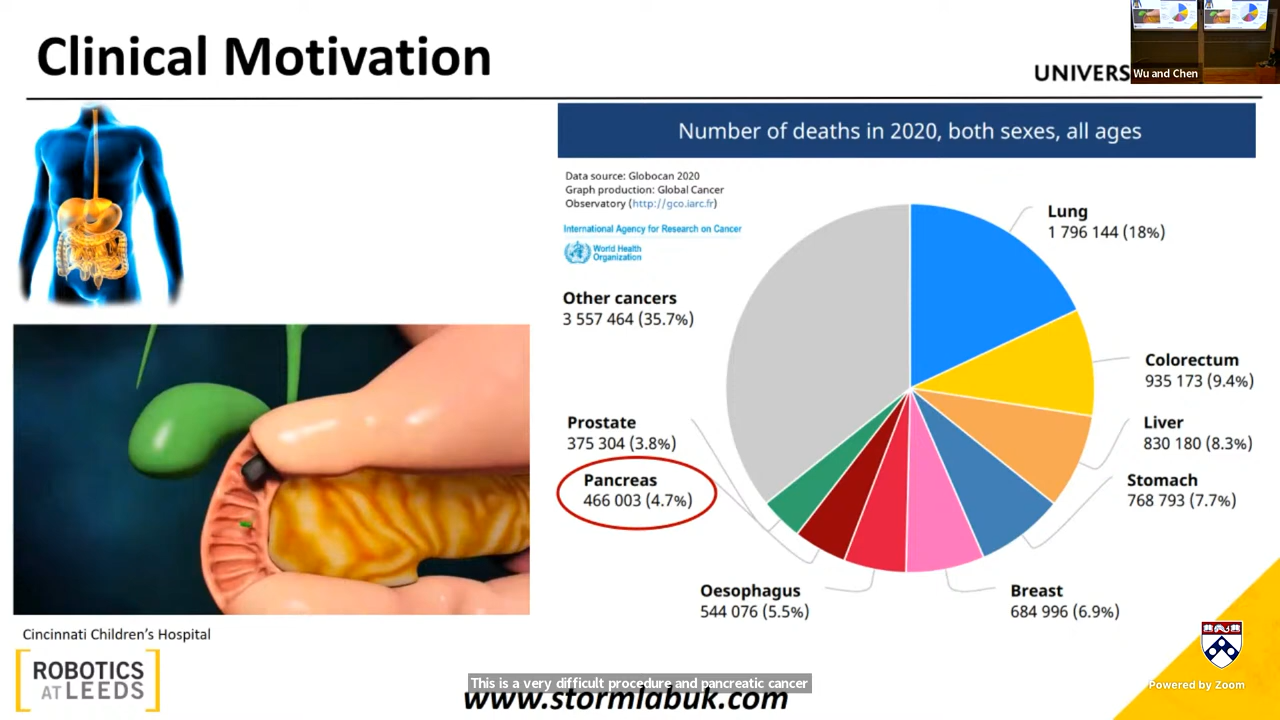 Clinical Motivation
UNIVERS
Wu and Chen
Number of deaths in 2020, both sexes, all ages
Data source: Globocan 2020
Graph production: Global Cancer
Observatory (http://gco.iarc.fr)
International Agency for Research on Cancer
World Health
Organization
Lung
1 796 144 (18%)
Other cancers
3 557 464 (35.7%)
Colorectum
935 173 (9.4%)
Prostate
375 304 (3.8%)
Liver
830 180 (8.3%)
Pancreas
466 003 (4.7%)
Stomach
768 793 (7.7%)
Oesophagus
544 076 (5.5%)
Breast
684 996 (6.9%)
Cincinnati Children's Hospital
ROBOTICS
AT LEEDS
This is a very difficult procedure and pancreatic cancer
www.stormlabuk.com
Powered by Zoom